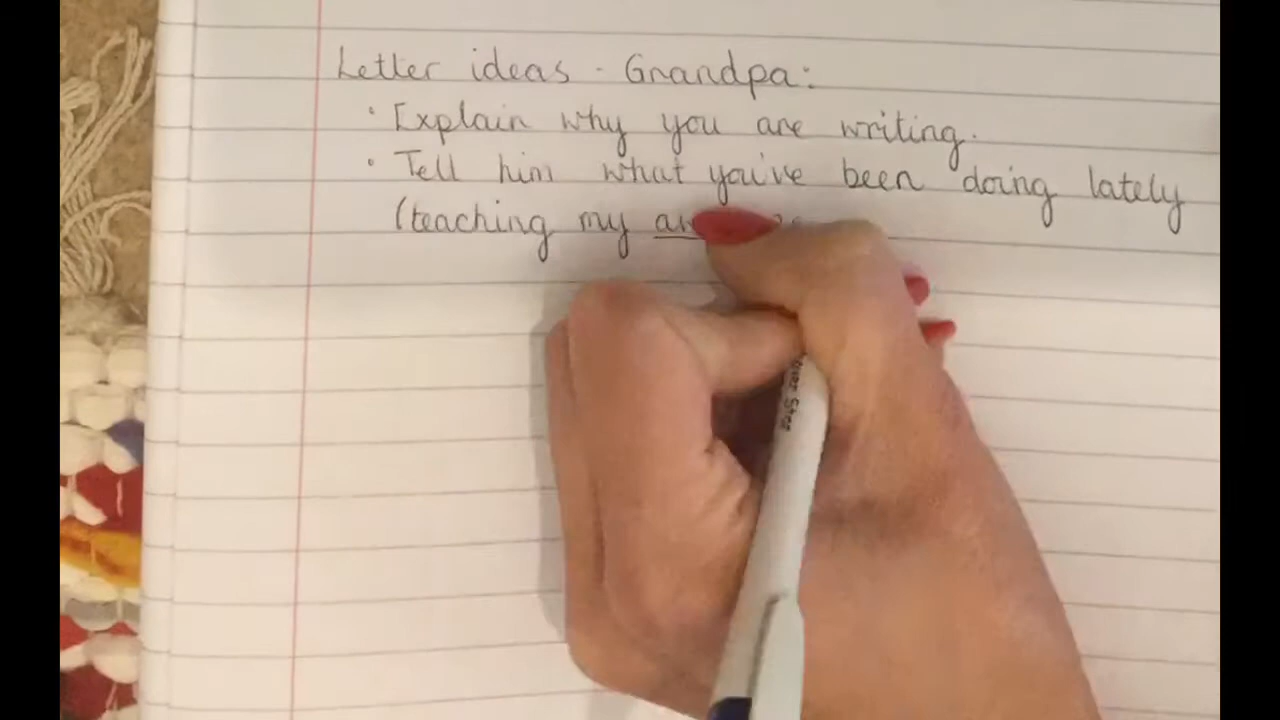 Letter ideas - Grandpa:
· Explain why you are writing.
· Tell him what you've been doing lately
(teaching my